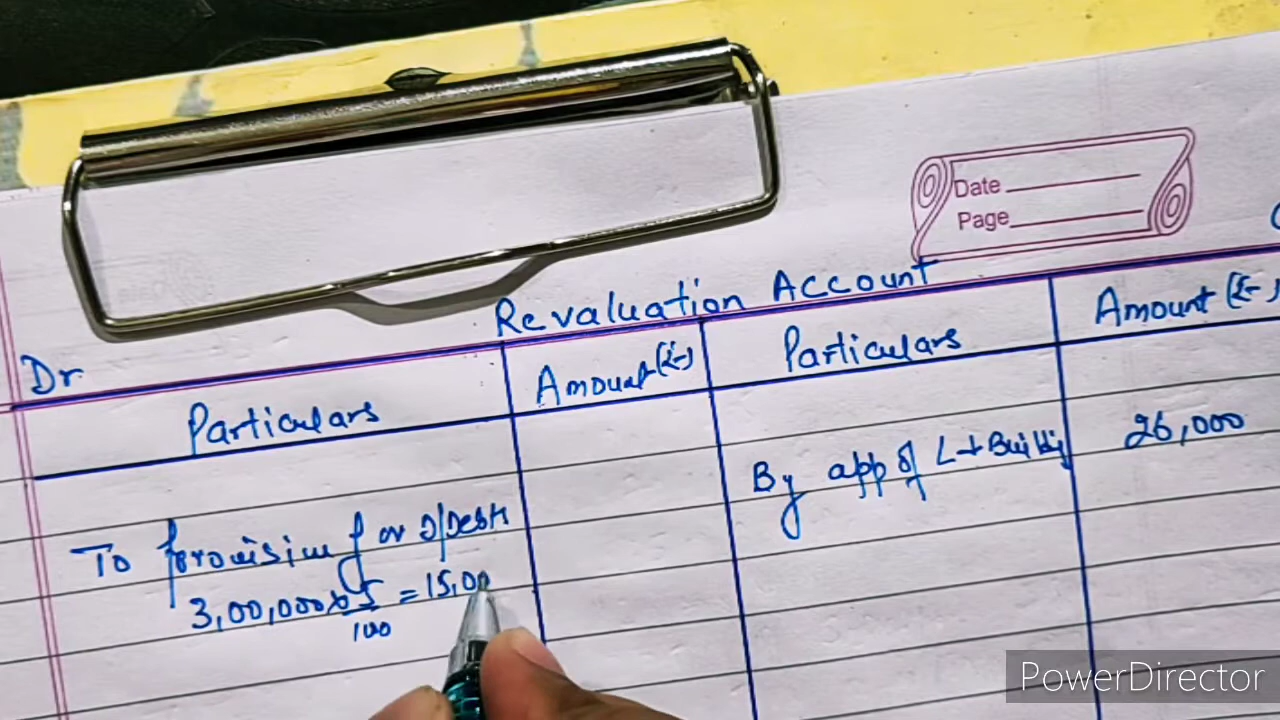 Date
Page
Revaluation Account
Dr
Particulars Amount(₹) Particulars Amount (₹)
By app of L+Building 26,000
To Provision for D/Debts
3,00,000 x 5/100 = 15,00
PowerDirector